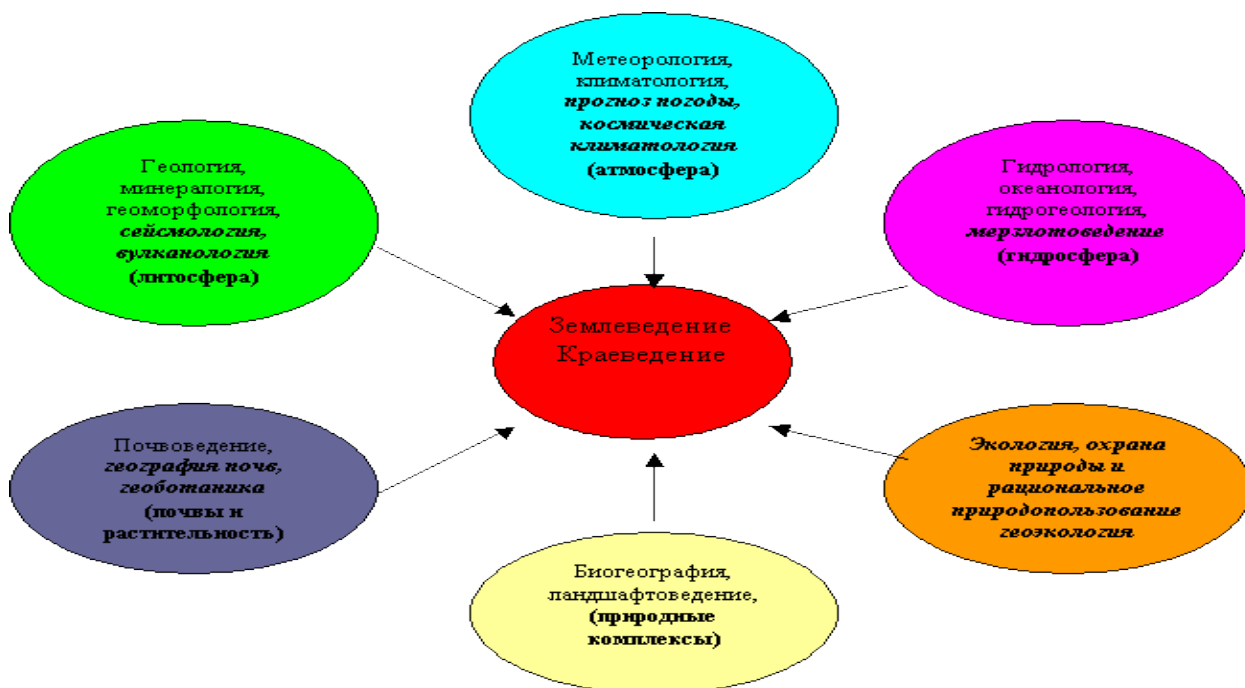 Метеорология,
климатология,
прогноз погоды,
космическая
климатология
(атмосфера)
Геология,
минералогия,
геоморфология,
сейсмология,
вулканология
(литосфера)
Гидрология,
океанология,
гидрогеология,
мерзлотоведение
(гидросфера)
Землеведение
Краеведение
Почвоведение,
география почв,
геоботаника
(почвы и
растительность)
Экология, охрана
природы и
рациональное
природопользование
геоэкология
Биогеография,
ландшафтоведение,
(природные
комплексы)